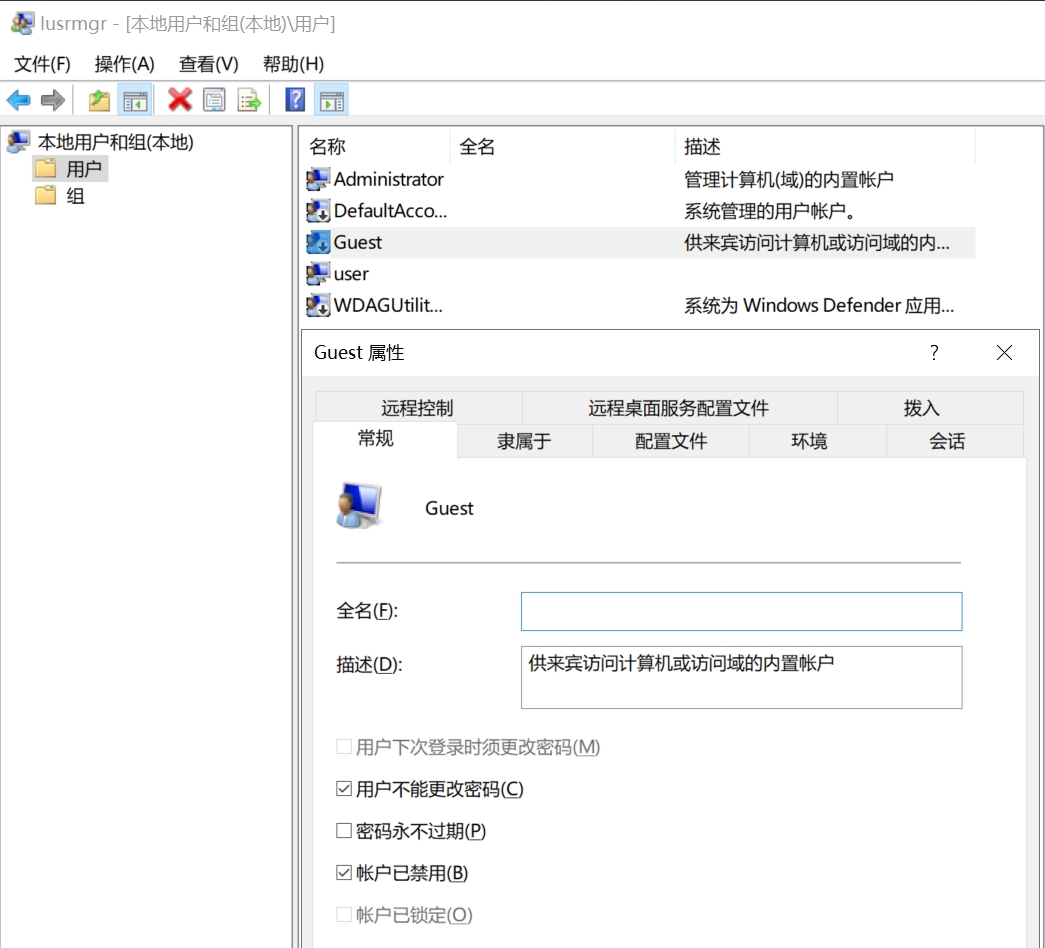 lusrmgr - [本地用户和组(本地)\用户]
文件(F) 操作(A) 查看(V) 帮助(H)
本地用户和组(本地)
用户
组
名称 全名 描述
Administrator 管理计算机(域)的内置帐户
DefaultAcco... 系统管理的用户帐户。
Guest 供来宾访问计算机或访问域的内...
user
WDAGUtilit... 系统为 Windows Defender 应用...
Guest 属性
远程控制 远程桌面服务配置文件 拨入
常规 隶属于 配置文件 环境 会话
Guest
全名(F):
描述(D): 供来宾访问计算机或访问域的内置帐户
用户下次登录时须更改密码(M)
用户不能更改密码(C)
密码永不过期(P)
帐户已禁用(B)
帐户已锁定(O)